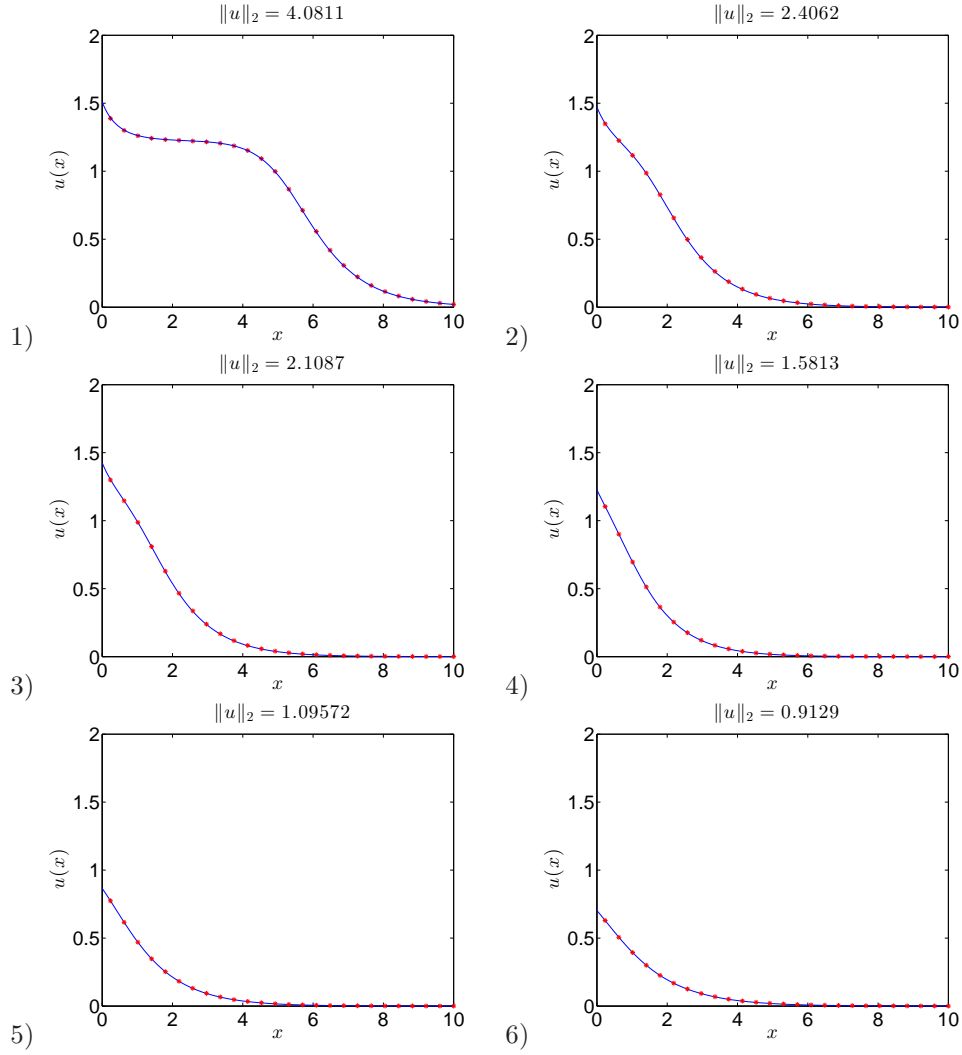 ‖u‖₂ = 4.0811
2
1.5
1
0.5
0
u(x)
0 2 4 6 8 10
x
1)
‖u‖₂ = 2.4062
2
1.5
1
0.5
0
u(x)
0 2 4 6 8 10
x
2)
‖u‖₂ = 2.1087
2
1.5
1
0.5
0
u(x)
0 2 4 6 8 10
x
3)
‖u‖₂ = 1.5813
2
1.5
1
0.5
0
u(x)
0 2 4 6 8 10
x
4)
‖u‖₂ = 1.09572
2
1.5
1
0.5
0
u(x)
0 2 4 6 8 10
x
5)
‖u‖₂ = 0.9129
2
1.5
1
0.5
0
u(x)
0 2 4 6 8 10
x
6)